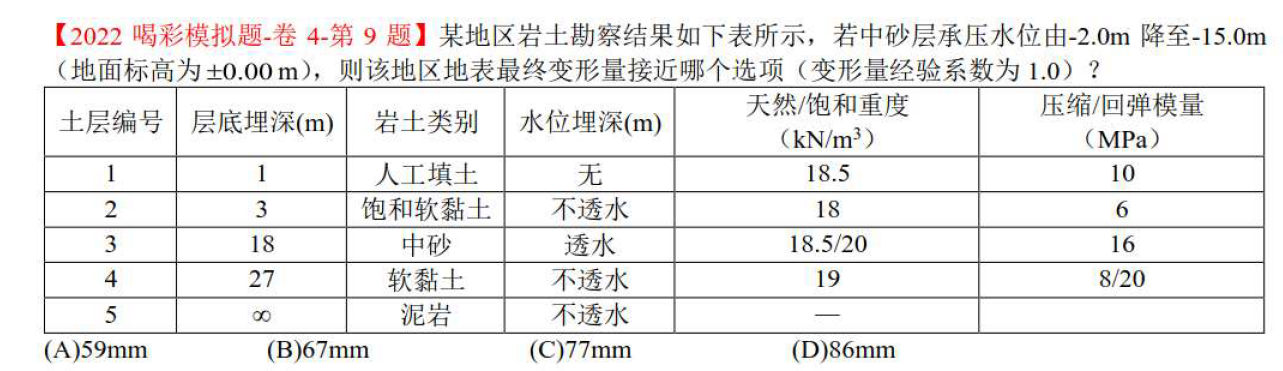 【2022 喝彩模拟题-卷 4-第 9 题】某地区岩土勘察结果如下表所示，若中砂层承压水位由-2.0m 降至-15.0m
（地面标高为±0.00 m），则该地区地表最终变形量接近哪个选项（变形量经验系数为 1.0）？
土层编号 层底埋深(m) 岩土类别 水位埋深(m) 天然/饱和重度（kN/m³） 压缩/回弹模量（MPa）
1 1 人工填土 无 18.5 10
2 3 饱和软黏土 不透水 18 6
3 18 中砂 透水 18.5/20 16
4 27 软黏土 不透水 19 8/20
5 ∞ 泥岩 不透水 —
(A)59mm (B)67mm (C)77mm (D)86mm